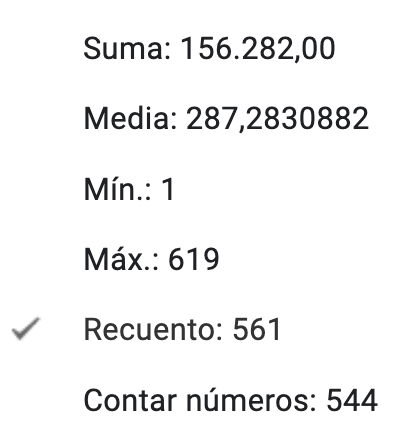 Suma: 156.282,00
Media: 287,2830882
Mín.: 1
Máx.: 619
Recuento: 561
Contar números: 544